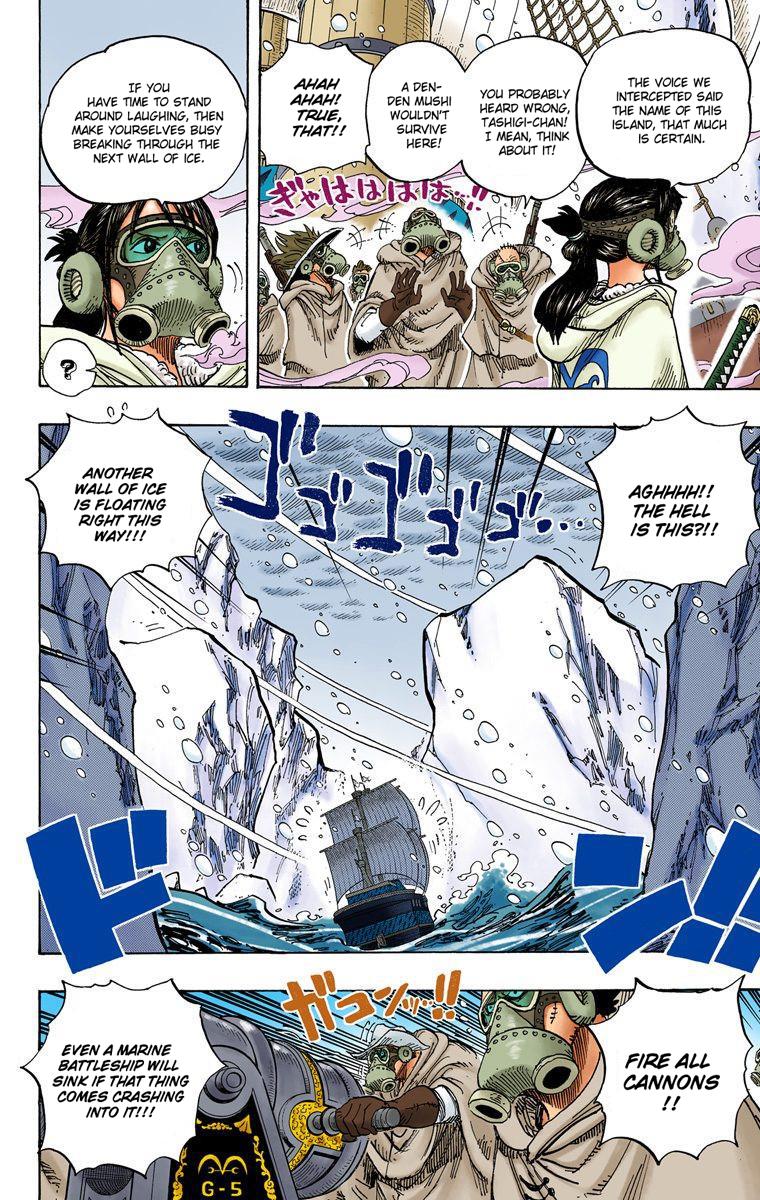 THE VOICE WE
INTERCEPTED SAID
THE NAME OF THIS
ISLAND, THAT MUCH
IS CERTAIN.
YOU PROBABLY
HEARD WRONG,
TASHIGI-CHAN!
I MEAN, THINK
ABOUT IT!
A DEN-
DEN MUSHI
WOULDN'T
SURVIVE
HERE!
AHAH
AHAH!
TRUE,
THAT!!
ぎゃはははは…!!
IF YOU
HAVE TIME TO STAND
AROUND LAUGHING, THEN
MAKE YOURSELVES BUSY
BREAKING THROUGH THE
NEXT WALL OF ICE.
?
AGHHHH!!
THE HELL
IS THIS?!!
ゴゴゴゴゴ…
ANOTHER
WALL OF ICE
IS FLOATING
RIGHT THIS
WAY!!!
ドン!!
FIRE ALL
CANNONS
!!
ガコンッ…!!
EVEN A MARINE
BATTLESHIP WILL
SINK IF THAT THING
COMES CRASHING
INTO IT!!!
G-5